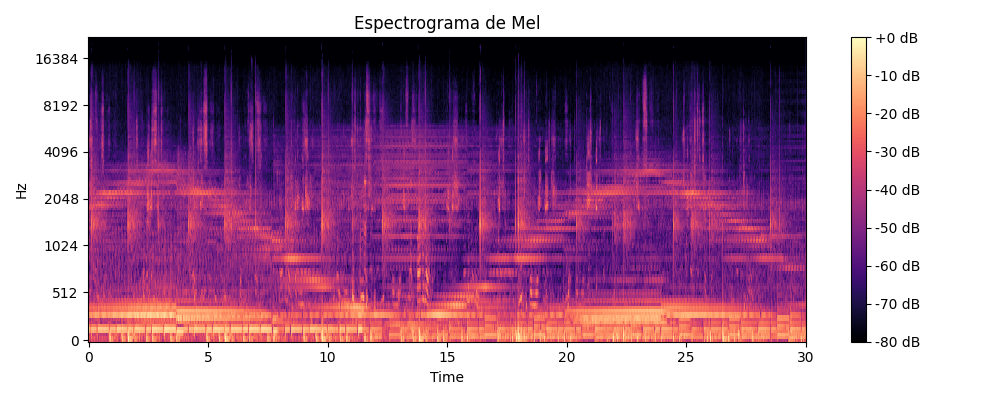 Espectrograma de Mel
Hz
16384
8192
4096
2048
1024
512
0
0 5 10 15 20 25 30
Time
+0 dB
-10 dB
-20 dB
-30 dB
-40 dB
-50 dB
-60 dB
-70 dB
-80 dB